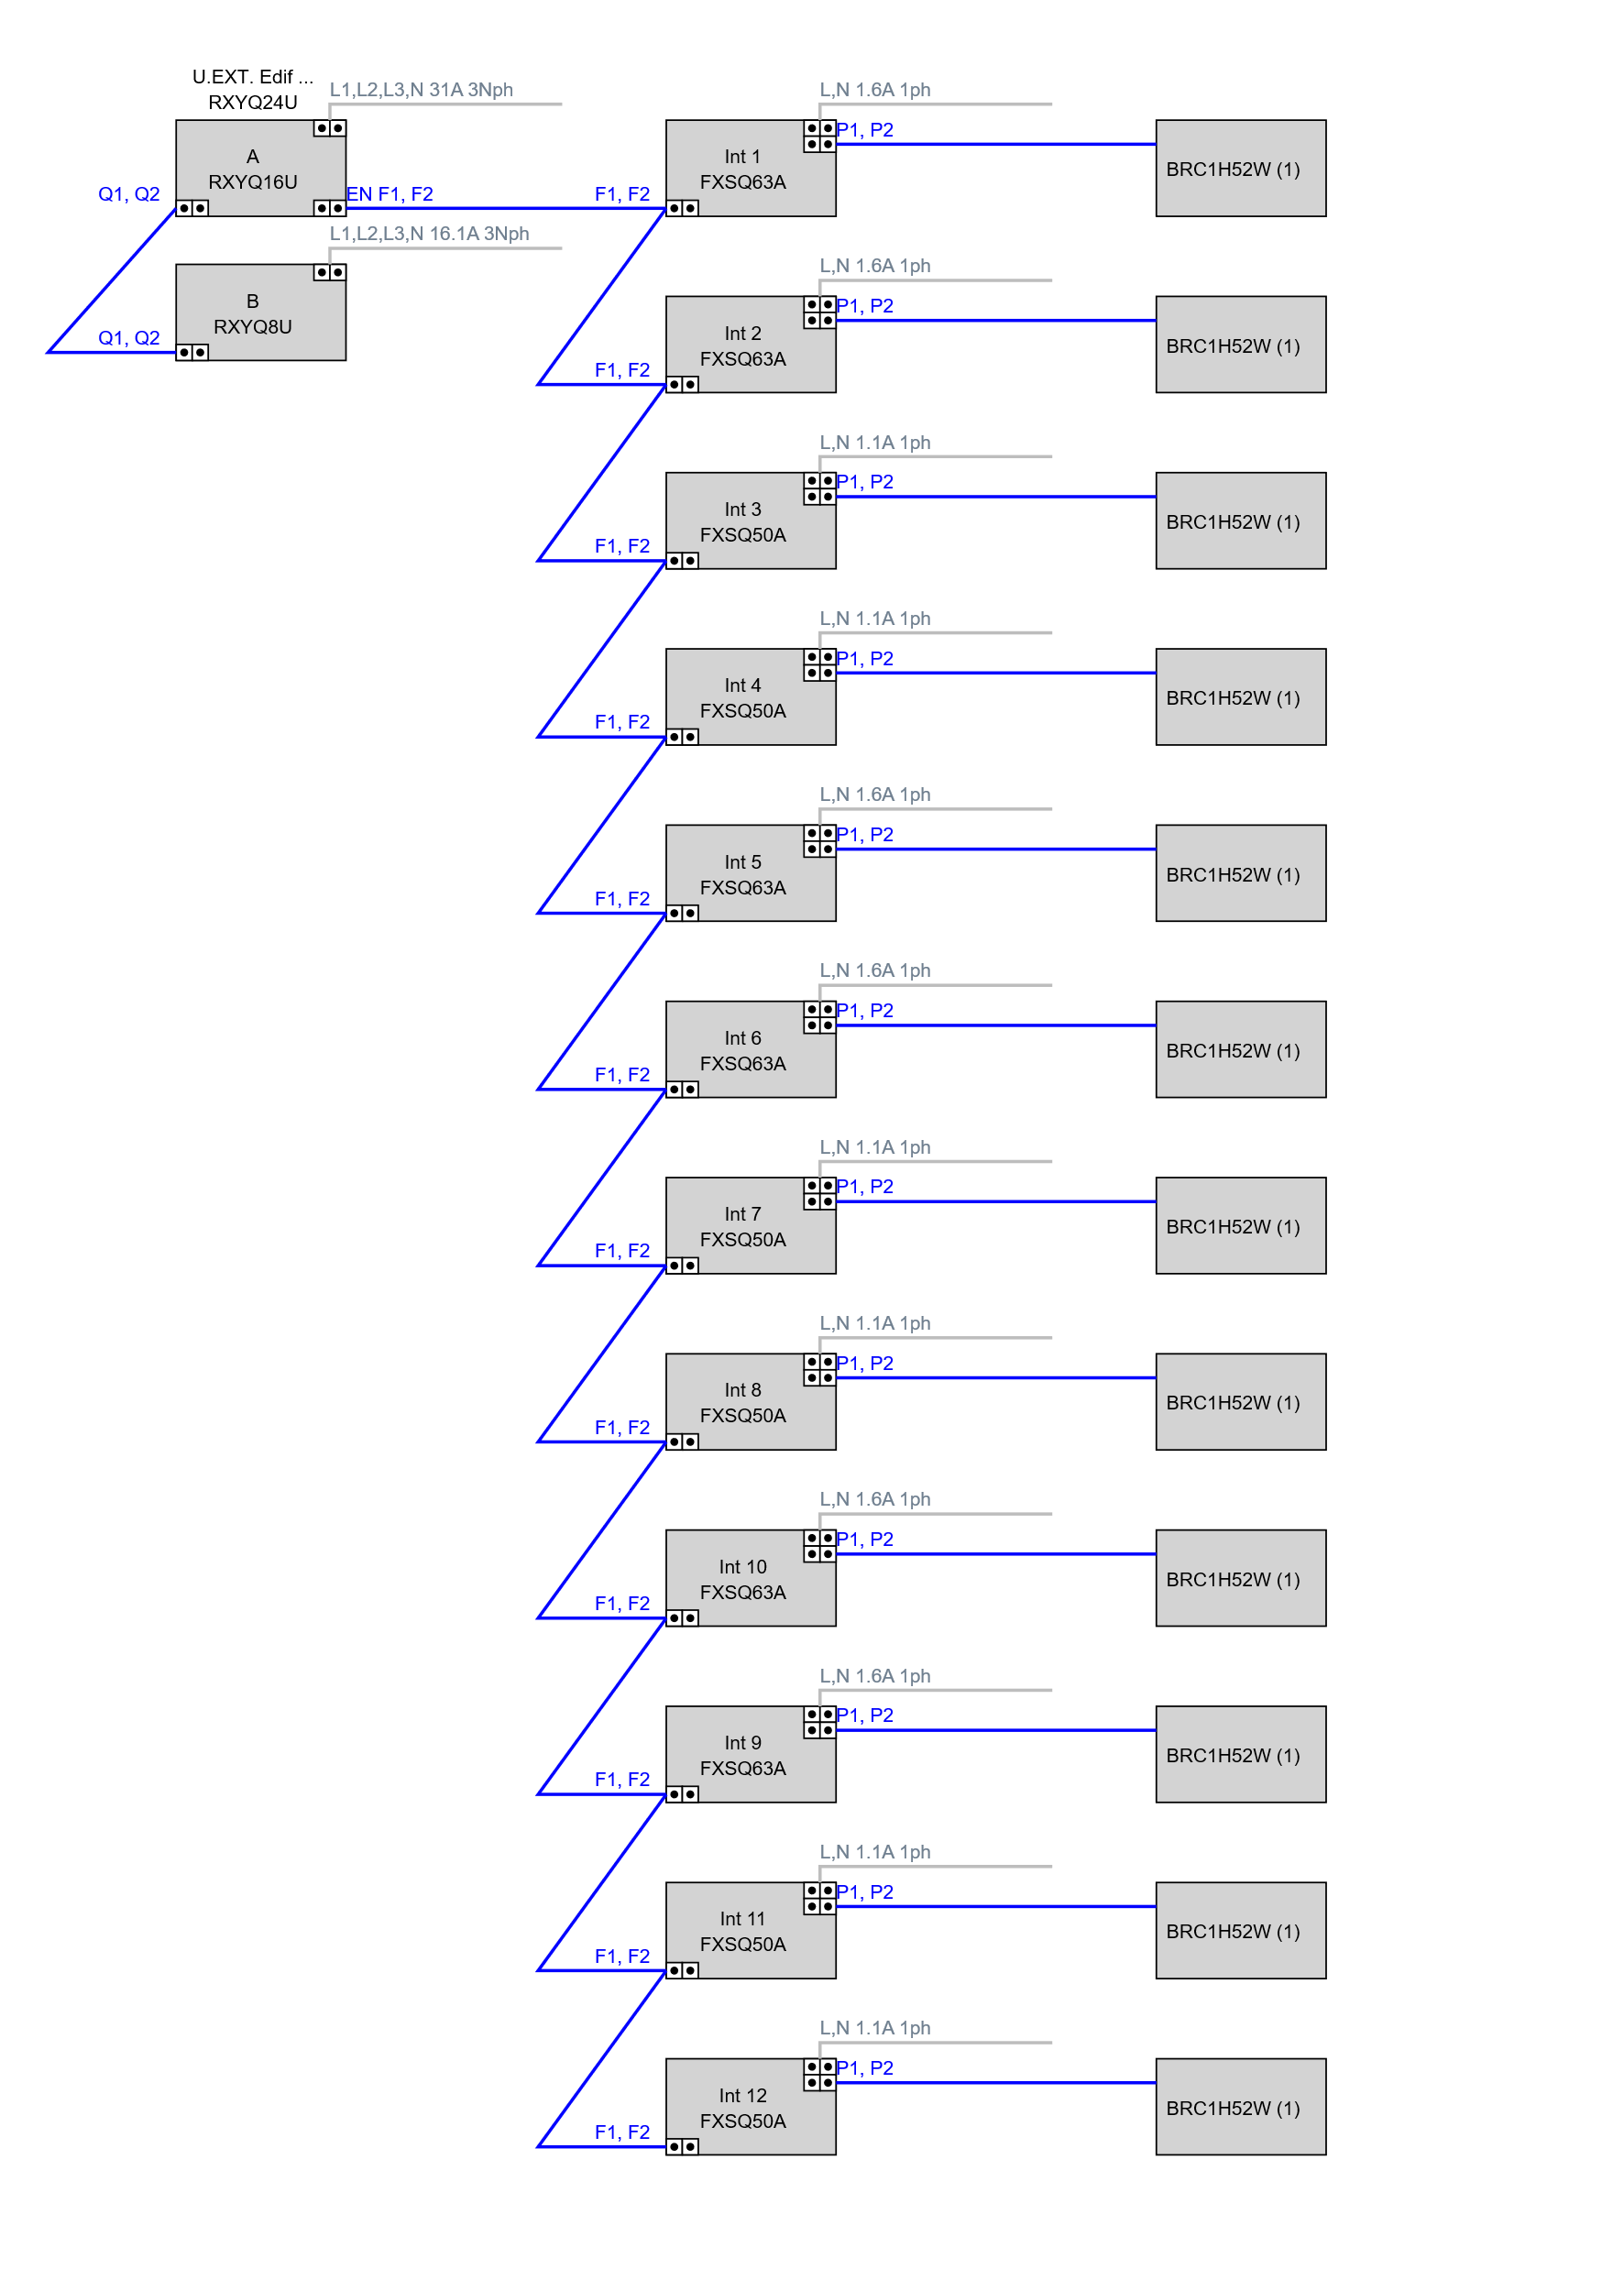 U.EXT. Edif ...
RXYQ24U
L1,L2,L3,N 31A 3Nph
A
RXYQ16U
Q1, Q2
EN F1, F2
L1,L2,L3,N 16.1A 3Nph
B
RXYQ8U
Q1, Q2
L,N 1.6A 1ph
P1, P2
Int 1
FXSQ63A
F1, F2
BRC1H52W (1)
L,N 1.6A 1ph
P1, P2
Int 2
FXSQ63A
F1, F2
BRC1H52W (1)
L,N 1.1A 1ph
P1, P2
Int 3
FXSQ50A
F1, F2
BRC1H52W (1)
L,N 1.1A 1ph
P1, P2
Int 4
FXSQ50A
F1, F2
BRC1H52W (1)
L,N 1.6A 1ph
P1, P2
Int 5
FXSQ63A
F1, F2
BRC1H52W (1)
L,N 1.6A 1ph
P1, P2
Int 6
FXSQ63A
F1, F2
BRC1H52W (1)
L,N 1.1A 1ph
P1, P2
Int 7
FXSQ50A
F1, F2
BRC1H52W (1)
L,N 1.1A 1ph
P1, P2
Int 8
FXSQ50A
F1, F2
BRC1H52W (1)
L,N 1.6A 1ph
P1, P2
Int 10
FXSQ63A
F1, F2
BRC1H52W (1)
L,N 1.6A 1ph
P1, P2
Int 9
FXSQ63A
F1, F2
BRC1H52W (1)
L,N 1.1A 1ph
P1, P2
Int 11
FXSQ50A
F1, F2
BRC1H52W (1)
L,N 1.1A 1ph
P1, P2
Int 12
FXSQ50A
F1, F2
BRC1H52W (1)